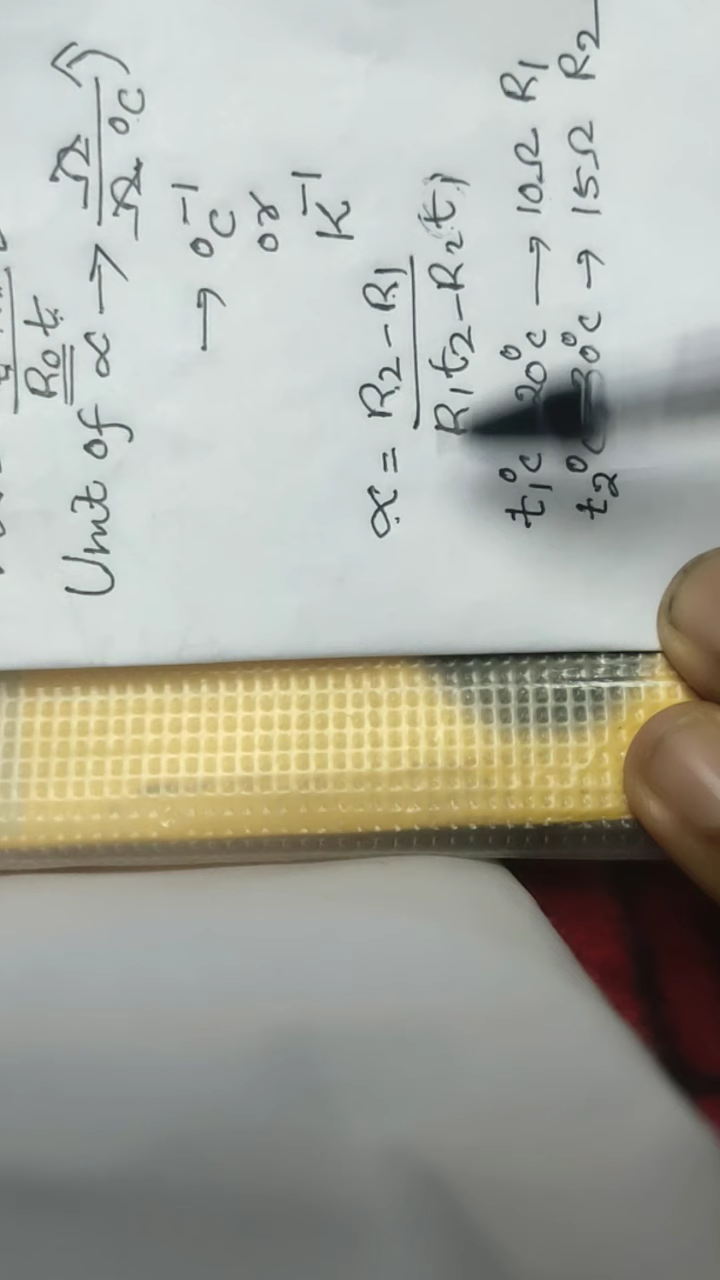 R₀t
Unit of α → Ω / Ω °C
→ °C⁻¹
or
K⁻¹
α = R₂ - R₁ / R₁t₂ - R₂t₁
t₁°C 20°C → 10Ω R₁
t₂°C 30°C → 15Ω R₂